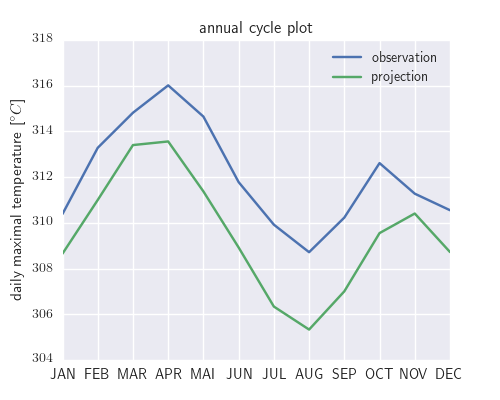 annual cycle plot
318
316
314
312
310
308
306
304
daily maximal temperature [°C]
observation
projection
JAN FEB MAR APR MAI JUN JUL AUG SEP OCT NOV DEC